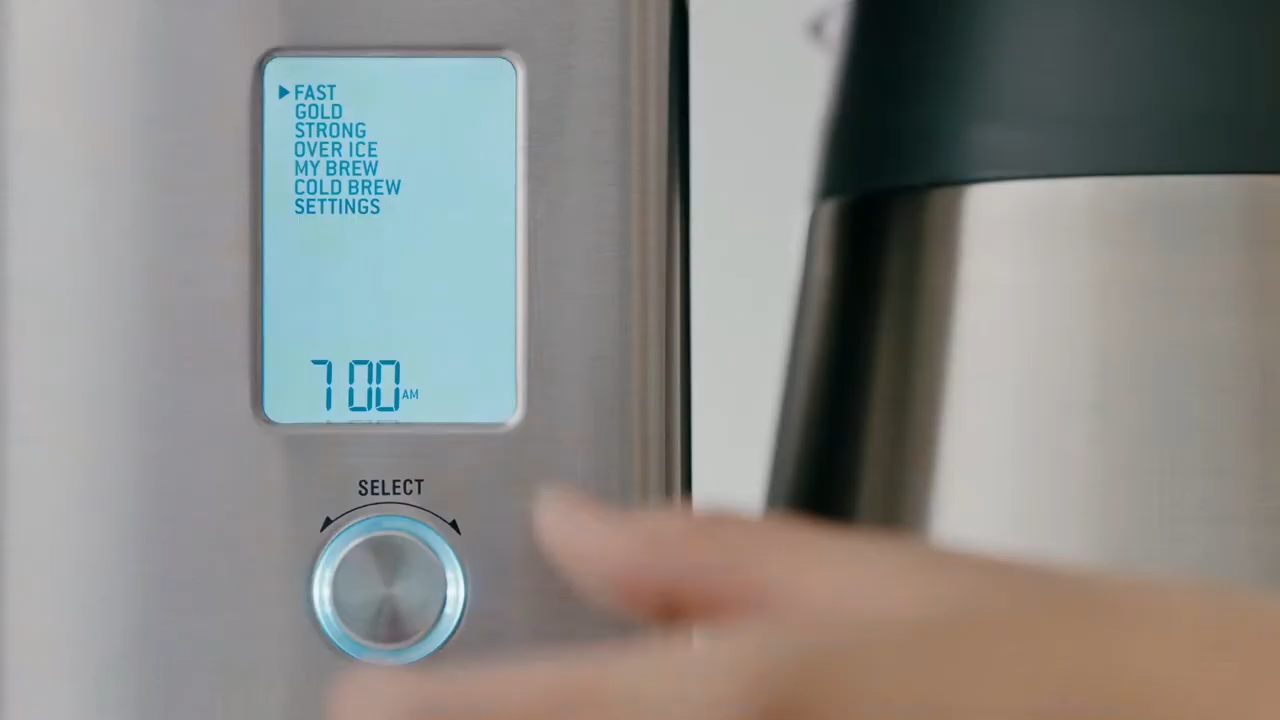 FAST
GOLD
STRONG
OVER ICE
MY BREW
COLD BREW
SETTINGS
7 00 AM
SELECT